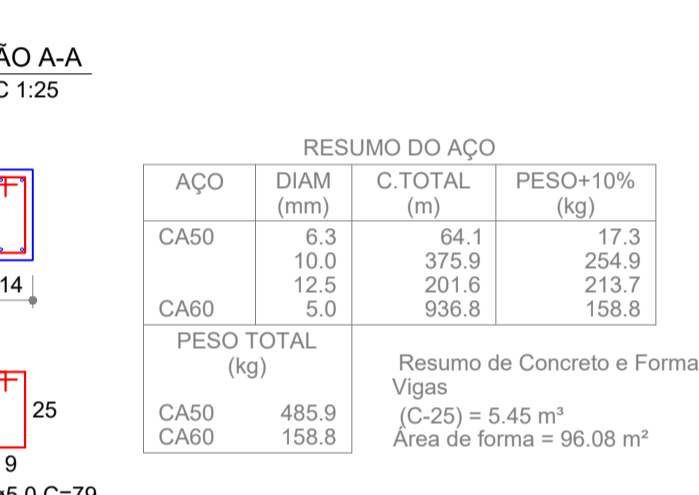 ÃO A-A
C 1:25
14
25
9
ø5.0 C=79
RESUMO DO AÇO
AÇO DIAM C.TOTAL PESO+10%
(mm) (m) (kg)
CA50 6.3 64.1 17.3
10.0 375.9 254.9
12.5 201.6 213.7
CA60 5.0 936.8 158.8
PESO TOTAL
(kg)
CA50 485.9
CA60 158.8
Resumo de Concreto e Forma
Vigas
(C-25) = 5.45 m³
Área de forma = 96.08 m²